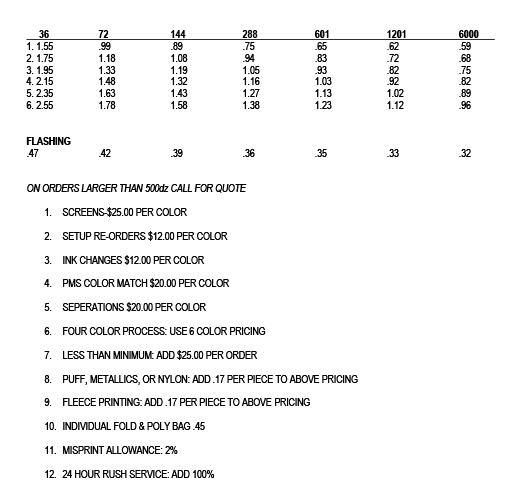 36 72 144 288 601 1201 6000
1. 1.55 .99 .89 .75 .65 .62 .59
2. 1.75 1.18 1.08 .94 .83 .72 .68
3. 1.95 1.33 1.19 1.05 .93 .82 .75
4. 2.15 1.48 1.32 1.16 1.03 .92 .82
5. 2.35 1.63 1.43 1.27 1.13 1.02 .89
6. 2.55 1.78 1.58 1.38 1.23 1.12 .96
FLASHING
.47 .42 .39 .36 .35 .33 .32
ON ORDERS LARGER THAN 500dz CALL FOR QUOTE
1. SCREENS-$25.00 PER COLOR
2. SETUP RE-ORDERS $12.00 PER COLOR
3. INK CHANGES $12.00 PER COLOR
4. PMS COLOR MATCH $20.00 PER COLOR
5. SEPERATIONS $20.00 PER COLOR
6. FOUR COLOR PROCESS: USE 6 COLOR PRICING
7. LESS THAN MINIMUM: ADD $25.00 PER ORDER
8. PUFF, METALLICS, OR NYLON: ADD .17 PER PIECE TO ABOVE PRICING
9. FLEECE PRINTING: ADD .17 PER PIECE TO ABOVE PRICING
10. INDIVIDUAL FOLD & POLY BAG .45
11. MISPRINT ALLOWANCE: 2%
12. 24 HOUR RUSH SERVICE: ADD 100%